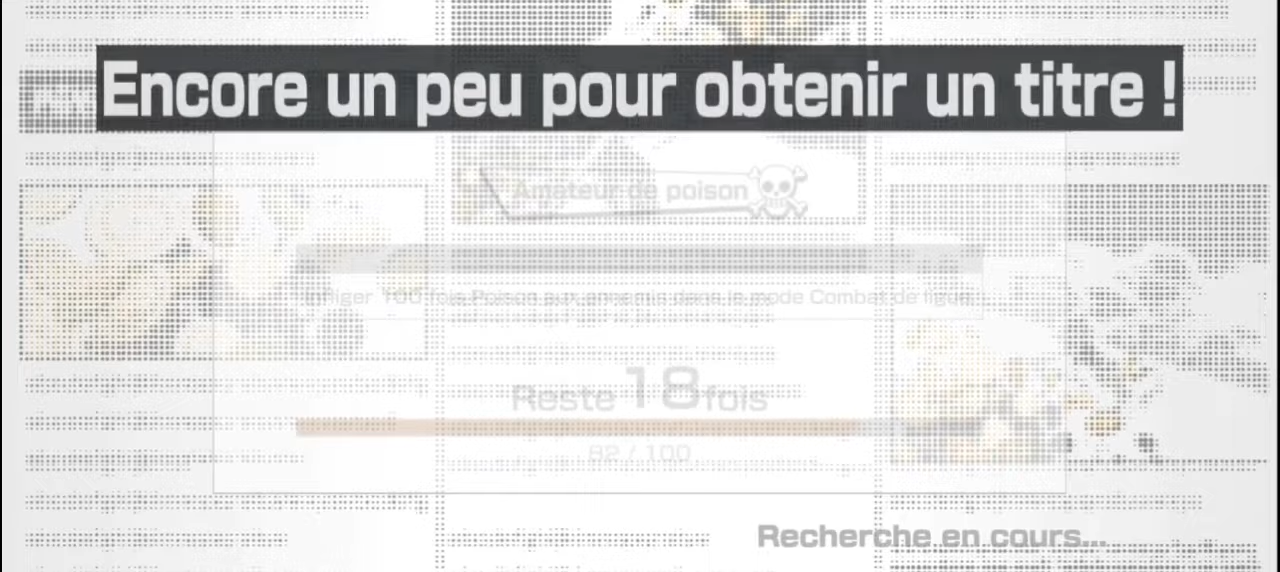 Encore un peu pour obtenir un titre !
Amateur de poison
Infliger 100 fois Poison aux ennemis dans le mode Combat de ligue.
Reste 18 fois
82 / 100
Recherche en cours...